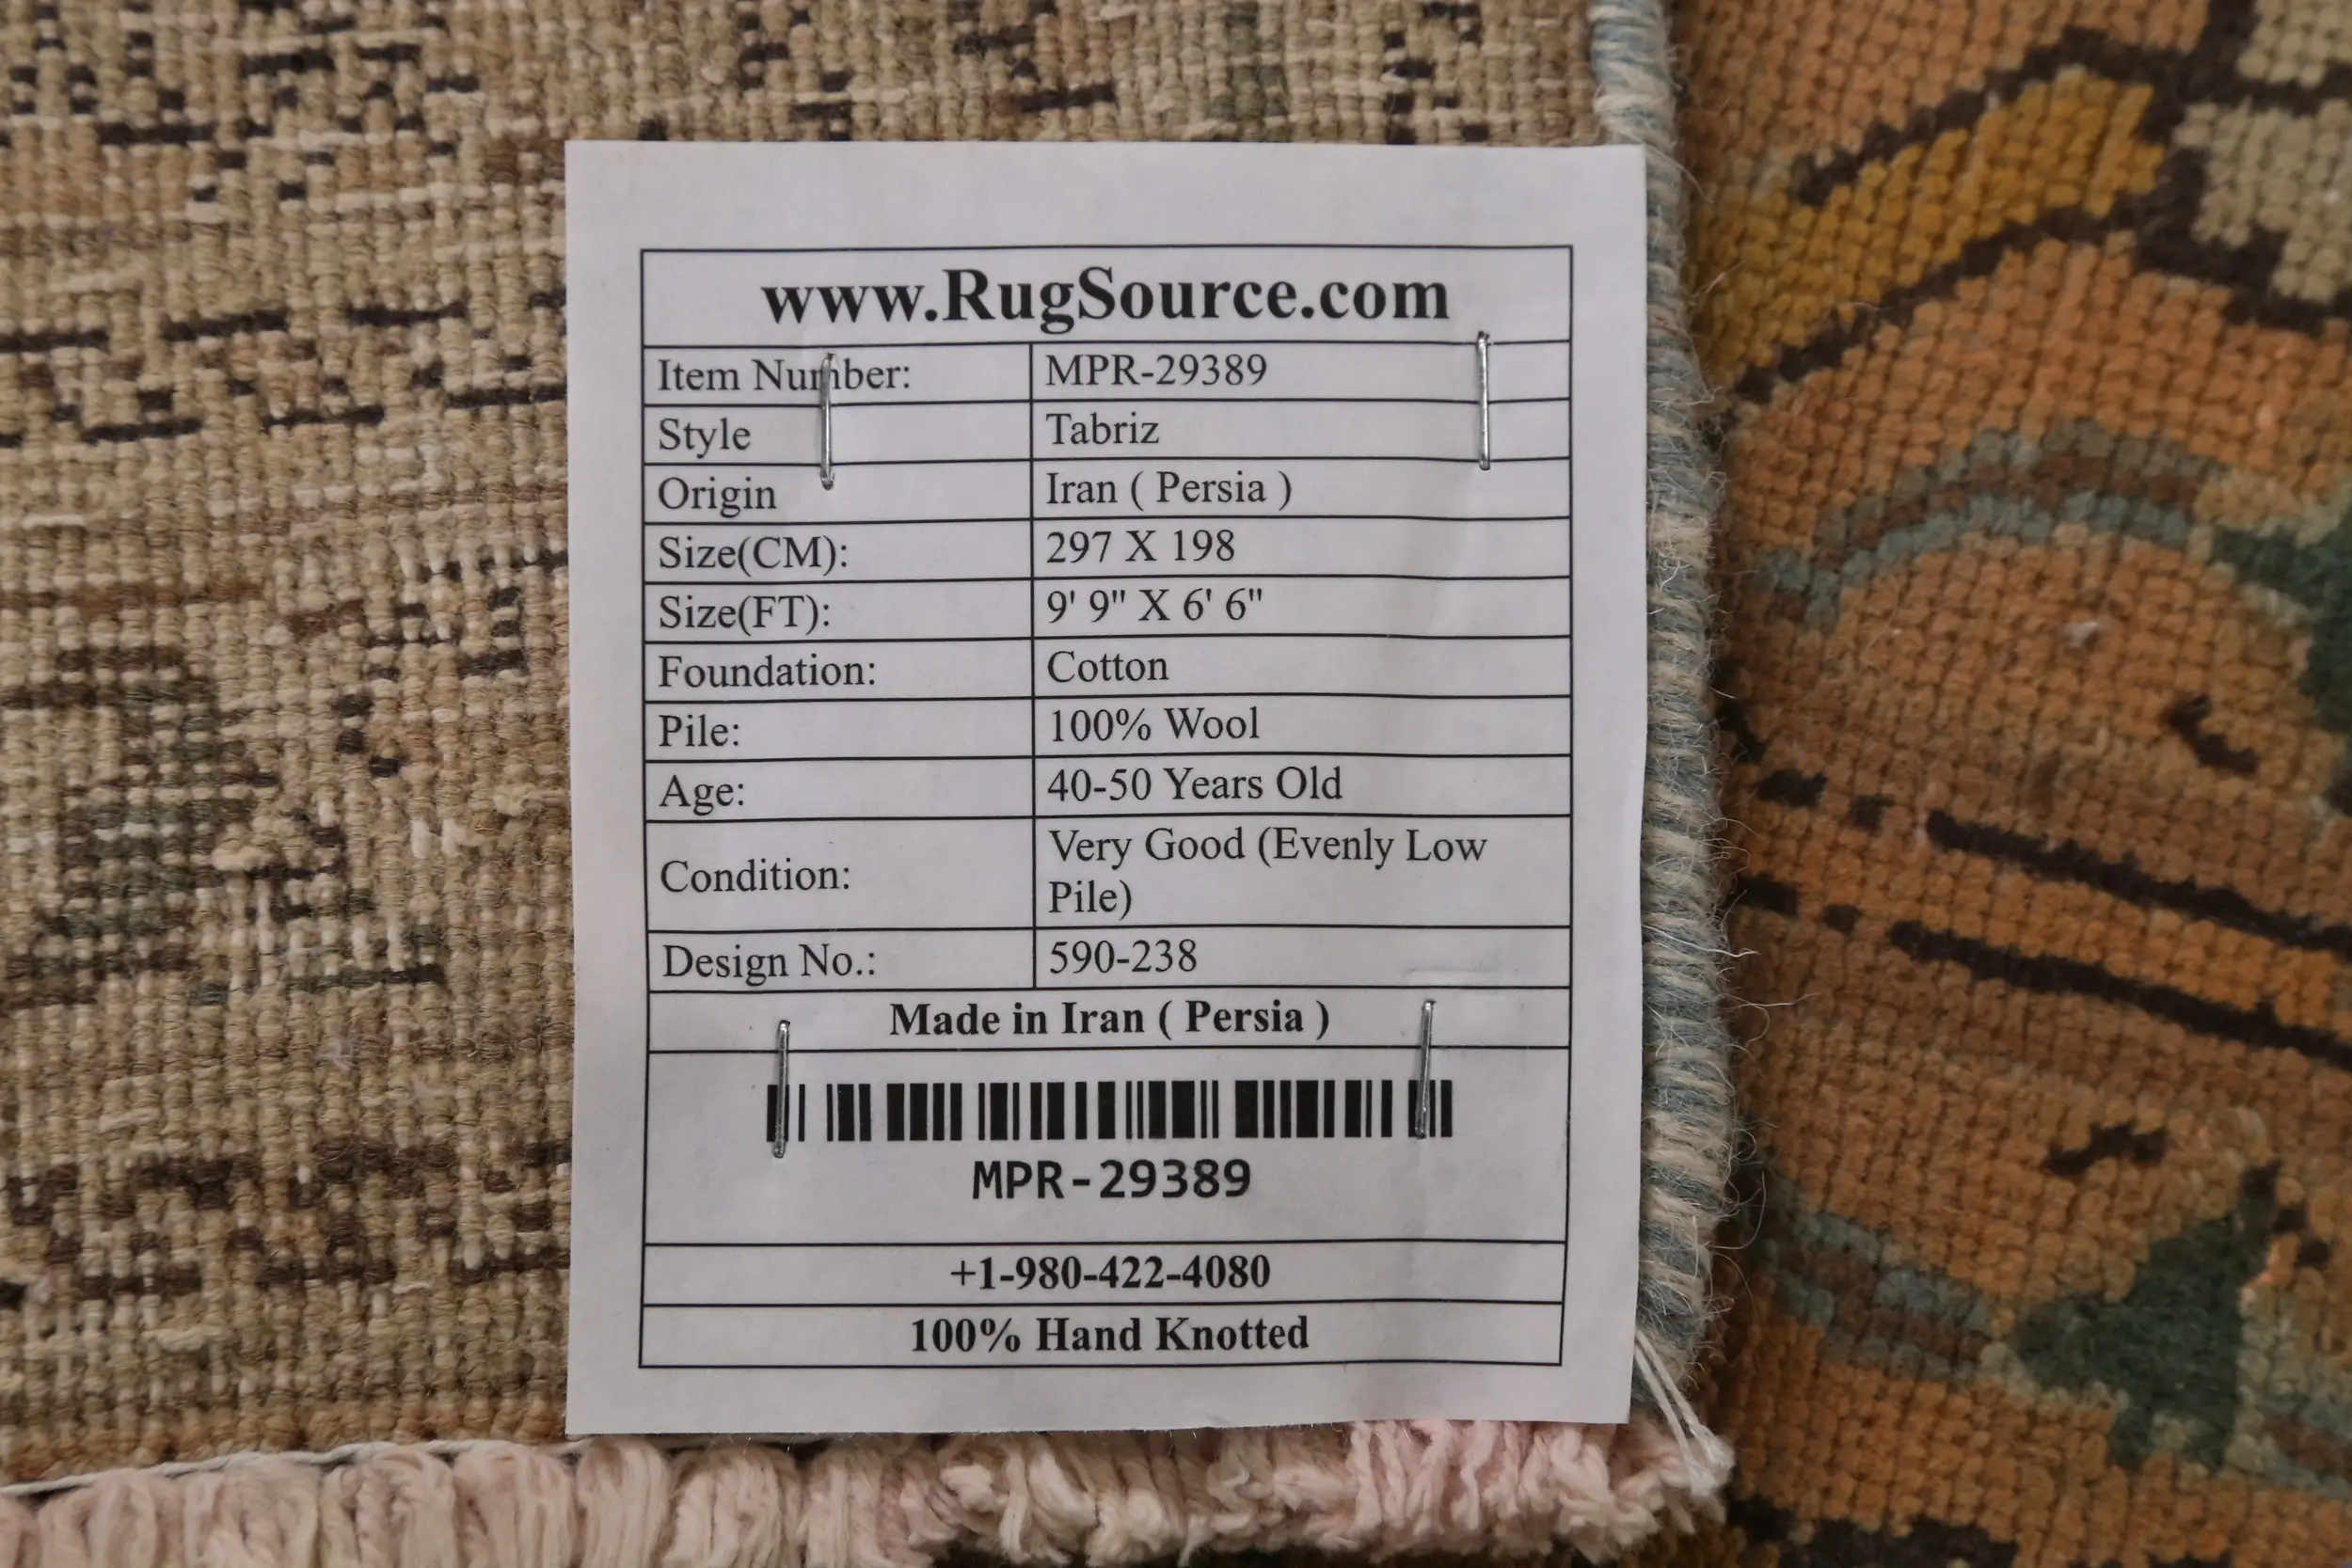 www.RugSource.com
Item Number: MPR-29389
Style Tabriz
Origin Iran ( Persia )
Size(CM): 297 X 198
Size(FT): 9' 9" X 6' 6"
Foundation: Cotton
Pile: 100% Wool
Age: 40-50 Years Old
Condition: Very Good (Evenly Low
Pile)
Design No.: 590-238
Made in Iran ( Persia )
MPR-29389
+1-980-422-4080
100% Hand Knotted